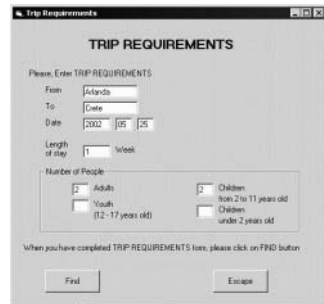 Trip Requirements
TRIP REQUIREMENTS
Please, Enter TRIP REQUIREMENTS
From Arlanda
To Crete
Date 2002 05 25
Length of stay 1 Week
Number of People
2 Adults 2 Children
from 2 to 11 years old
Youth
(12 - 17 years old) Children
under 2 years old
When you have completed TRIP REQUIREMENTS form, please click on FIND button
Find Escape